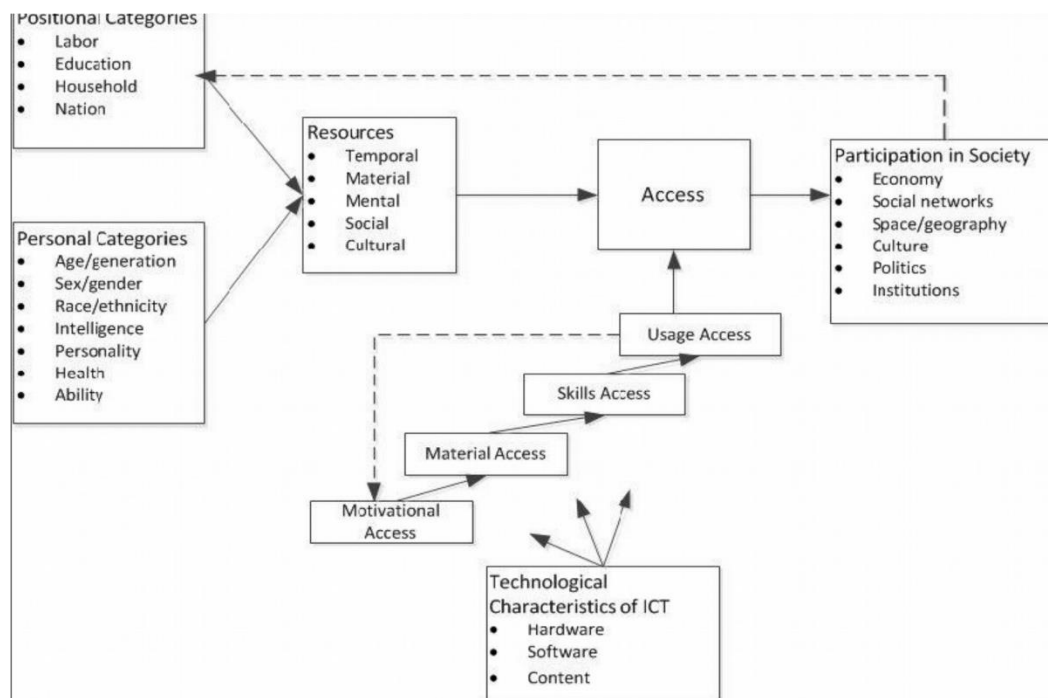 Positional Categories
• Labor
• Education
• Household
• Nation
Personal Categories
• Age/generation
• Sex/gender
• Race/ethnicity
• Intelligence
• Personality
• Health
• Ability
Resources
• Temporal
• Material
• Mental
• Social
• Cultural
Access
Participation in Society
• Economy
• Social networks
• Space/geography
• Culture
• Politics
• Institutions
Usage Access
Skills Access
Material Access
Motivational
Access
Technological
Characteristics of ICT
• Hardware
• Software
• Content